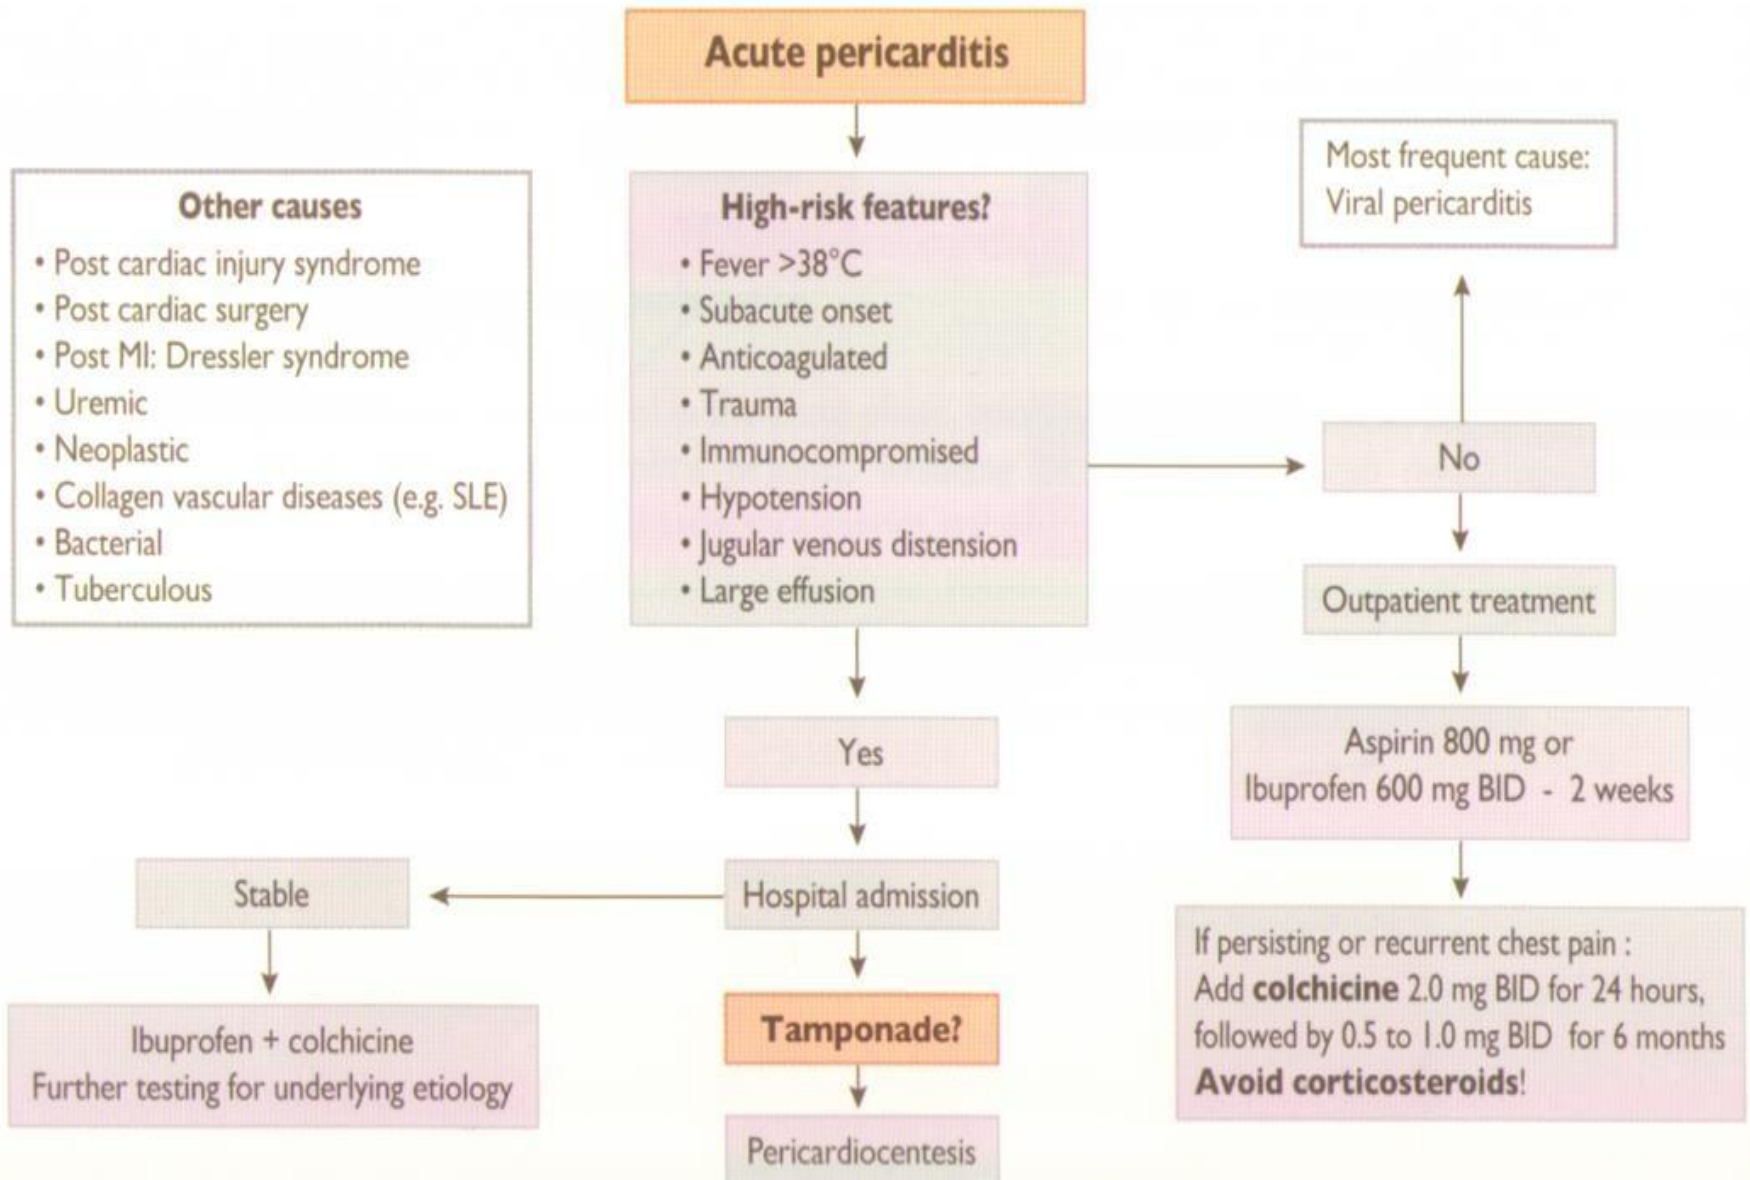 Acute pericarditis
Other causes
• Post cardiac injury syndrome
• Post cardiac surgery
• Post MI: Dressler syndrome
• Uremic
• Neoplastic
• Collagen vascular diseases (e.g. SLE)
• Bacterial
• Tuberculous
High-risk features?
• Fever >38°C
• Subacute onset
• Anticoagulated
• Trauma
• Immunocompromised
• Hypotension
• Jugular venous distension
• Large effusion
Most frequent cause:
Viral pericarditis
No
Outpatient treatment
Aspirin 800 mg or
Ibuprofen 600 mg BID - 2 weeks
If persisting or recurrent chest pain :
Add colchicine 2.0 mg BID for 24 hours,
followed by 0.5 to 1.0 mg BID for 6 months
Avoid corticosteroids!
Yes
Hospital admission
Stable
Ibuprofen + colchicine
Further testing for underlying etiology
Tamponade?
Pericardiocentesis